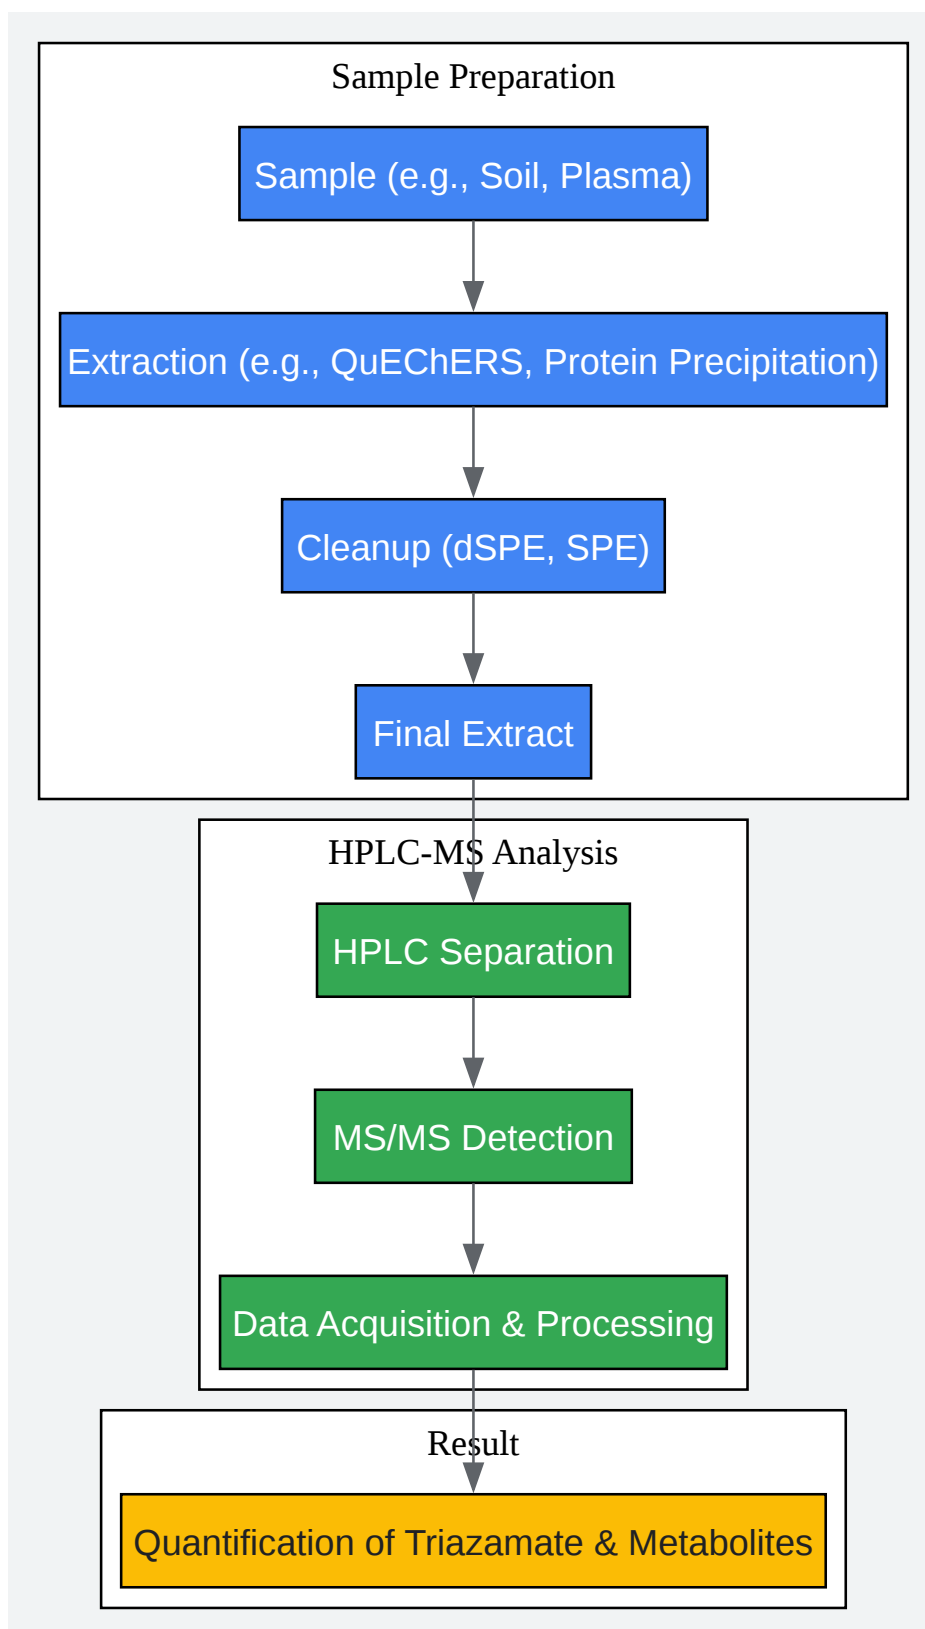 Sample Preparation
Sample (e.g., Soil, Plasma)
Extraction (e.g., QuEChERS, Protein Precipitation)
Cleanup (dSPE, SPE)
Final Extract
HPLC-MS Analysis
HPLC Separation
MS/MS Detection
Data Acquisition & Processing
Result
Quantification of Triazamate & Metabolites